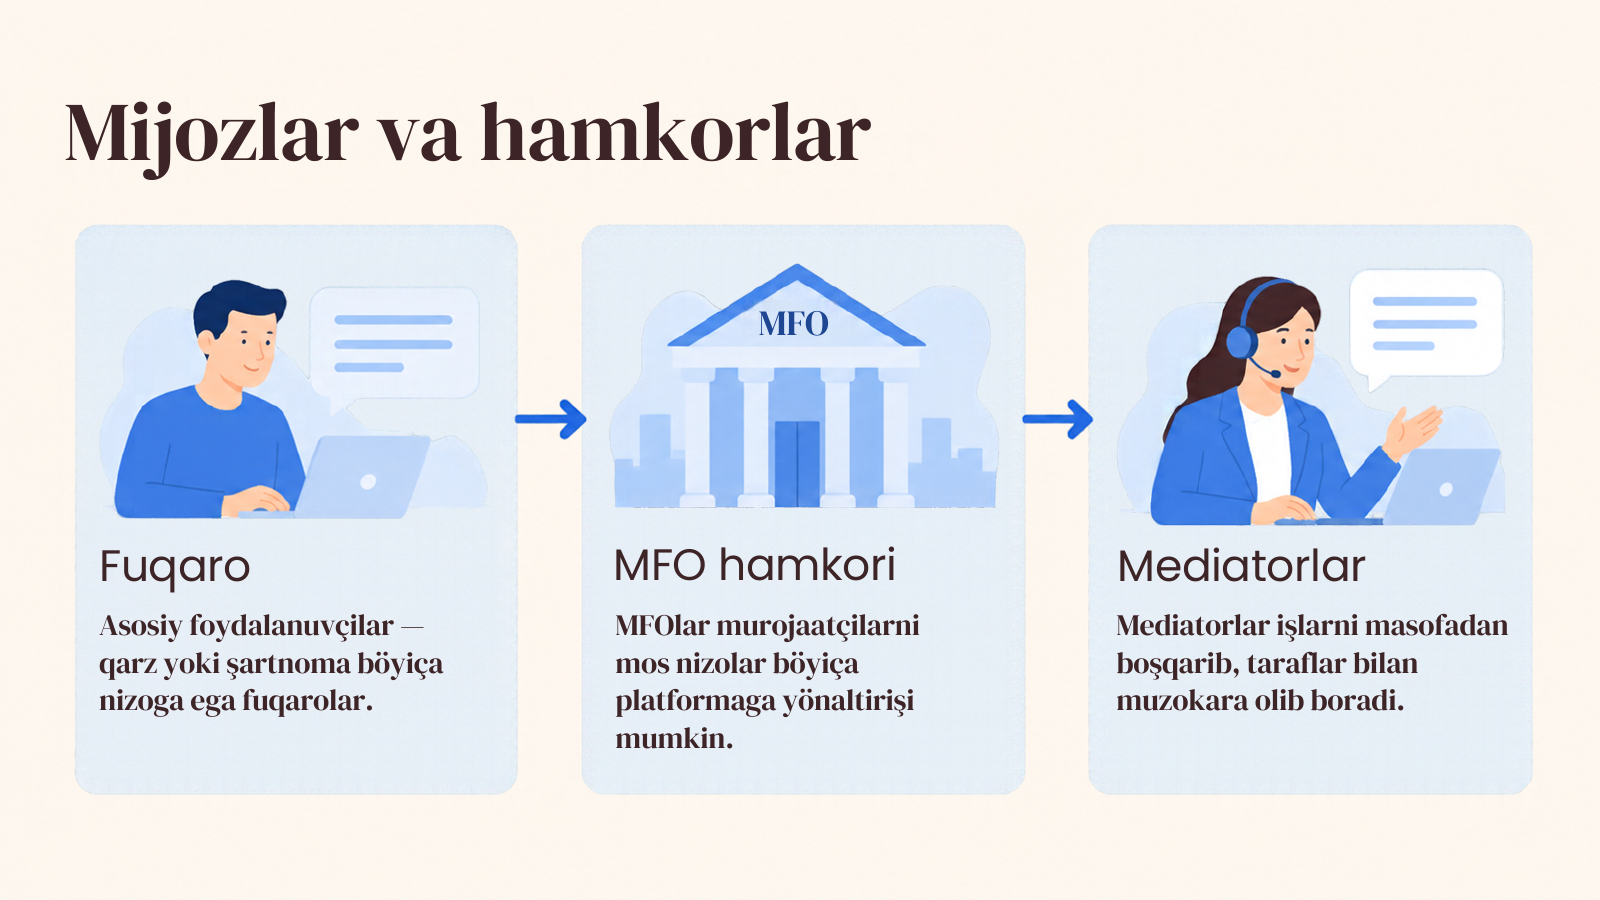 Mijozlar va hamkorlar
MFO
Fuqaro
Asosiy foydalanuvçilar —
qarz yoki şartnoma böyiça
nizoga ega fuqarolar.
MFO hamkori
MFOlar murojaatçilarni
mos nizolar böyiça
platformaga yönaltirişi
mumkin.
Mediatorlar
Mediatorlar işlarni masofadan
boşqarib, taraflar bilan
muzokara olib boradi.